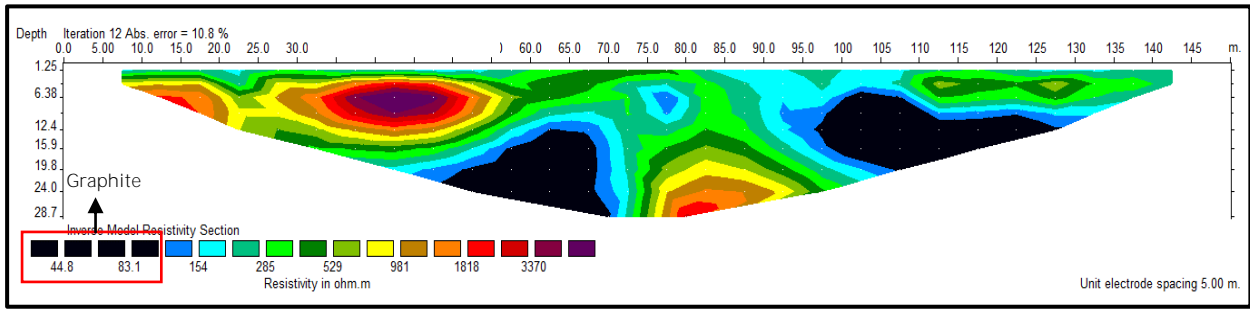 Depth Iteration 12 Abs. error = 10.8 %
0.0 5.00 10.0 15.0 20.0 25.0 30.0 ) 60.0 65.0 70.0 75.0 80.0 85.0 90.0 95.0 100 105 110 115 120 125 130 135 140 145 m.
1.25
6.38
12.4
15.9
19.8
24.0
28.7
Graphite
Inverse Model Resistivity Section
44.8 83.1 154 285 529 981 1818 3370
Resistivity in ohm.m
Unit electrode spacing 5.00 m.